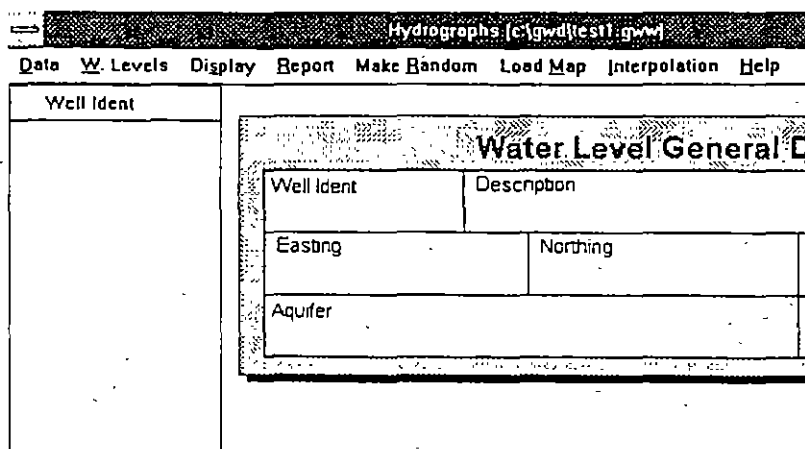 Hydrographs [c:\gwd\test1.gww]
Data W. Levels Display Report Make Random Load Map Interpolation Help
Well Ident
Water Level General D
Well Ident Description
Easting Northing
Aquifer